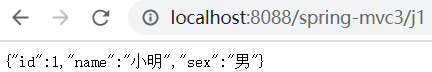 localhost:8088/spring-mvc3/j1
{"id":1,"name":"小明","sex":"男"}